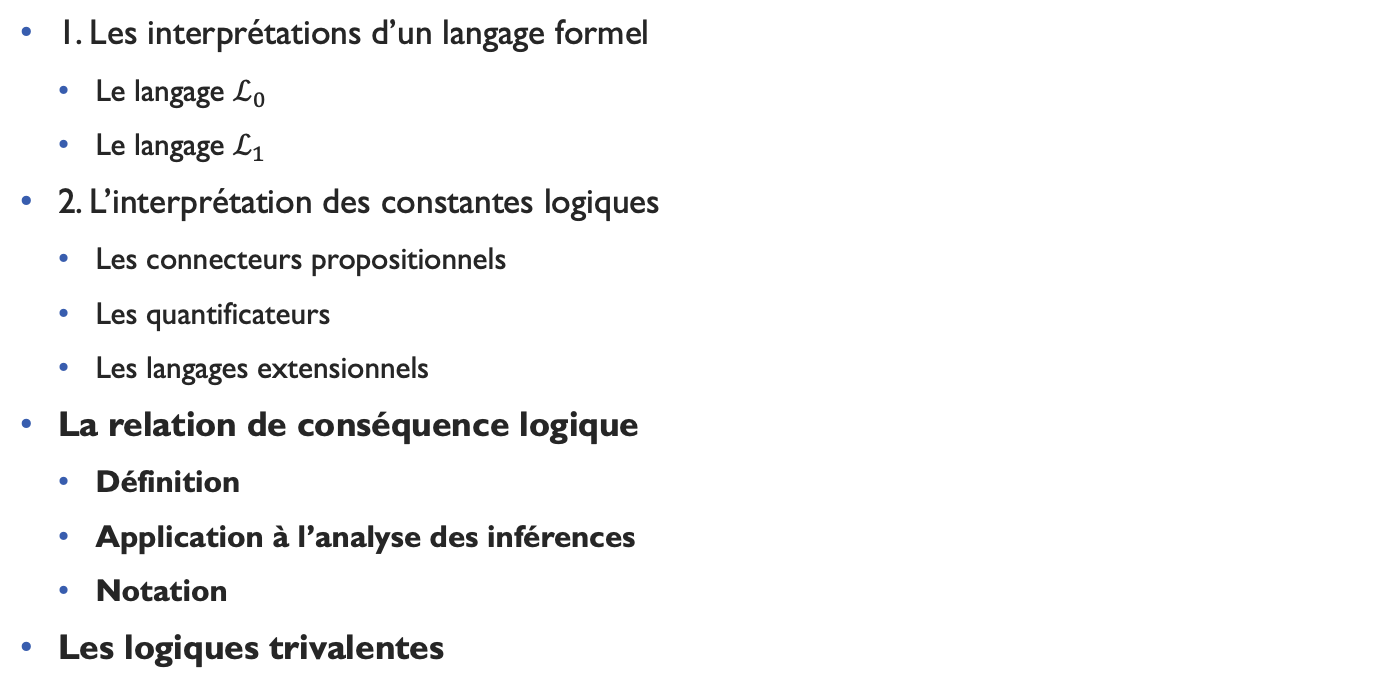 • 1. Les interprétations d’un langage formel
• Le langage ℒ₀
• Le langage ℒ₁
• 2. L’interprétation des constantes logiques
• Les connecteurs propositionnels
• Les quantificateurs
• Les langages extensionnels
• La relation de conséquence logique
• Définition
• Application à l’analyse des inférences
• Notation
• Les logiques trivalentes